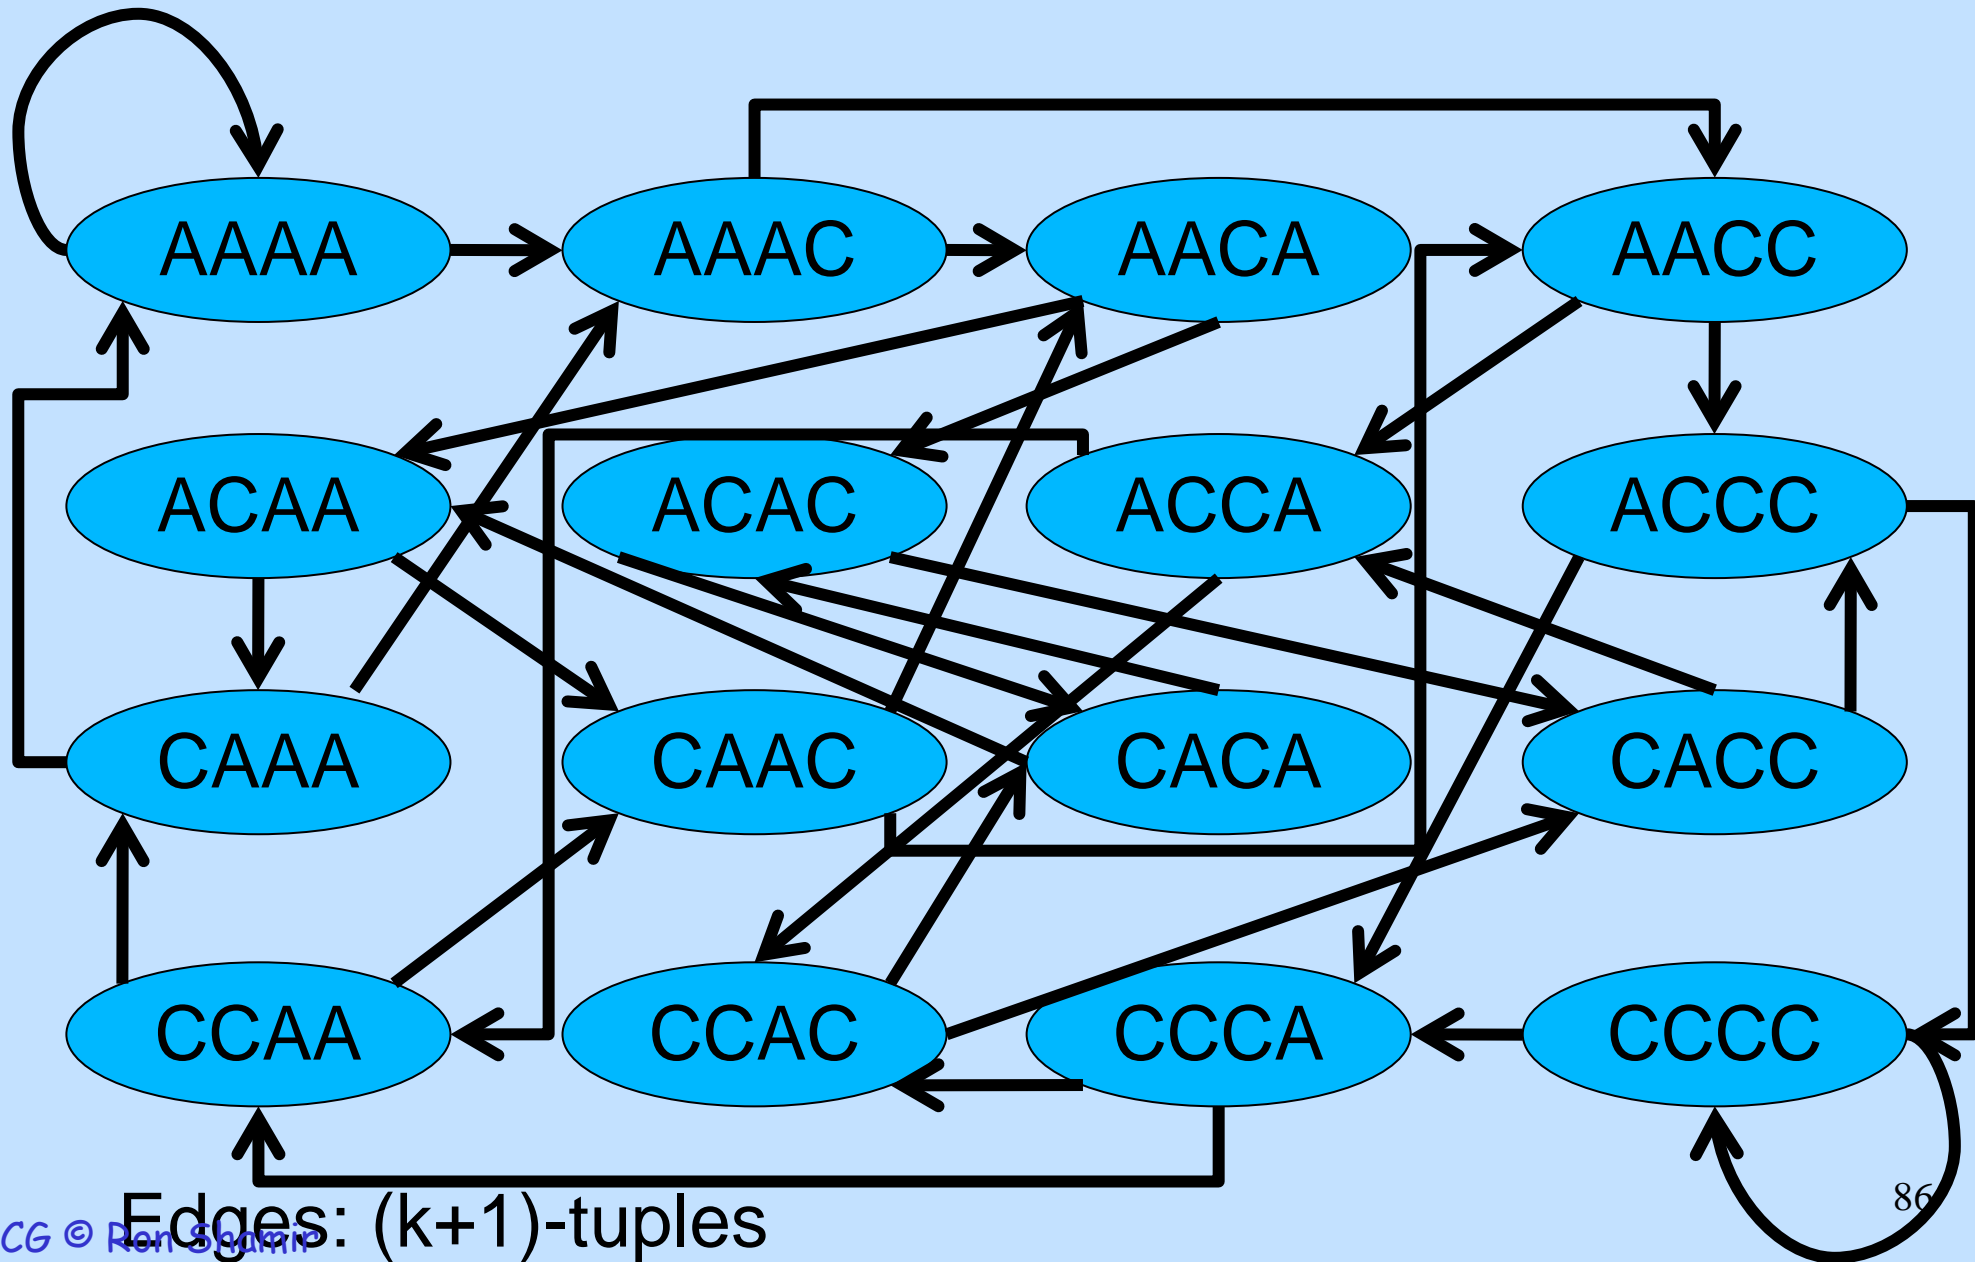 AAAA AAAC AACA AACC
ACAA ACAC ACCA ACCC
CAAA CAAC CACA CACC
CCAA CCAC CCCA CCCC
86
Edges: (k+1)-tuples
CG © Ron Shamir